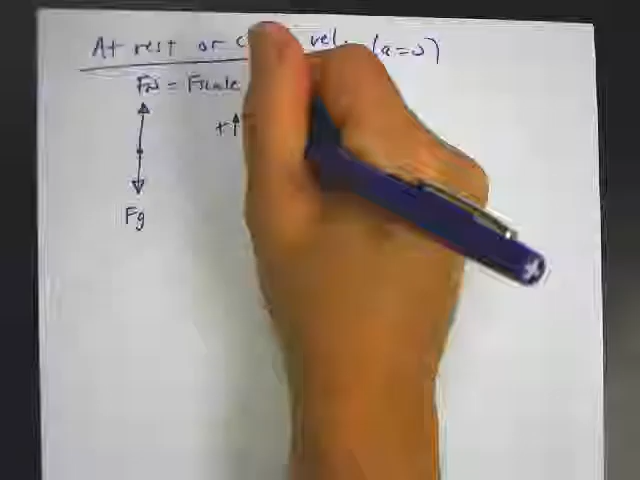 At rest or vel. (a=0)
FN = Fscale
+↑
Fg